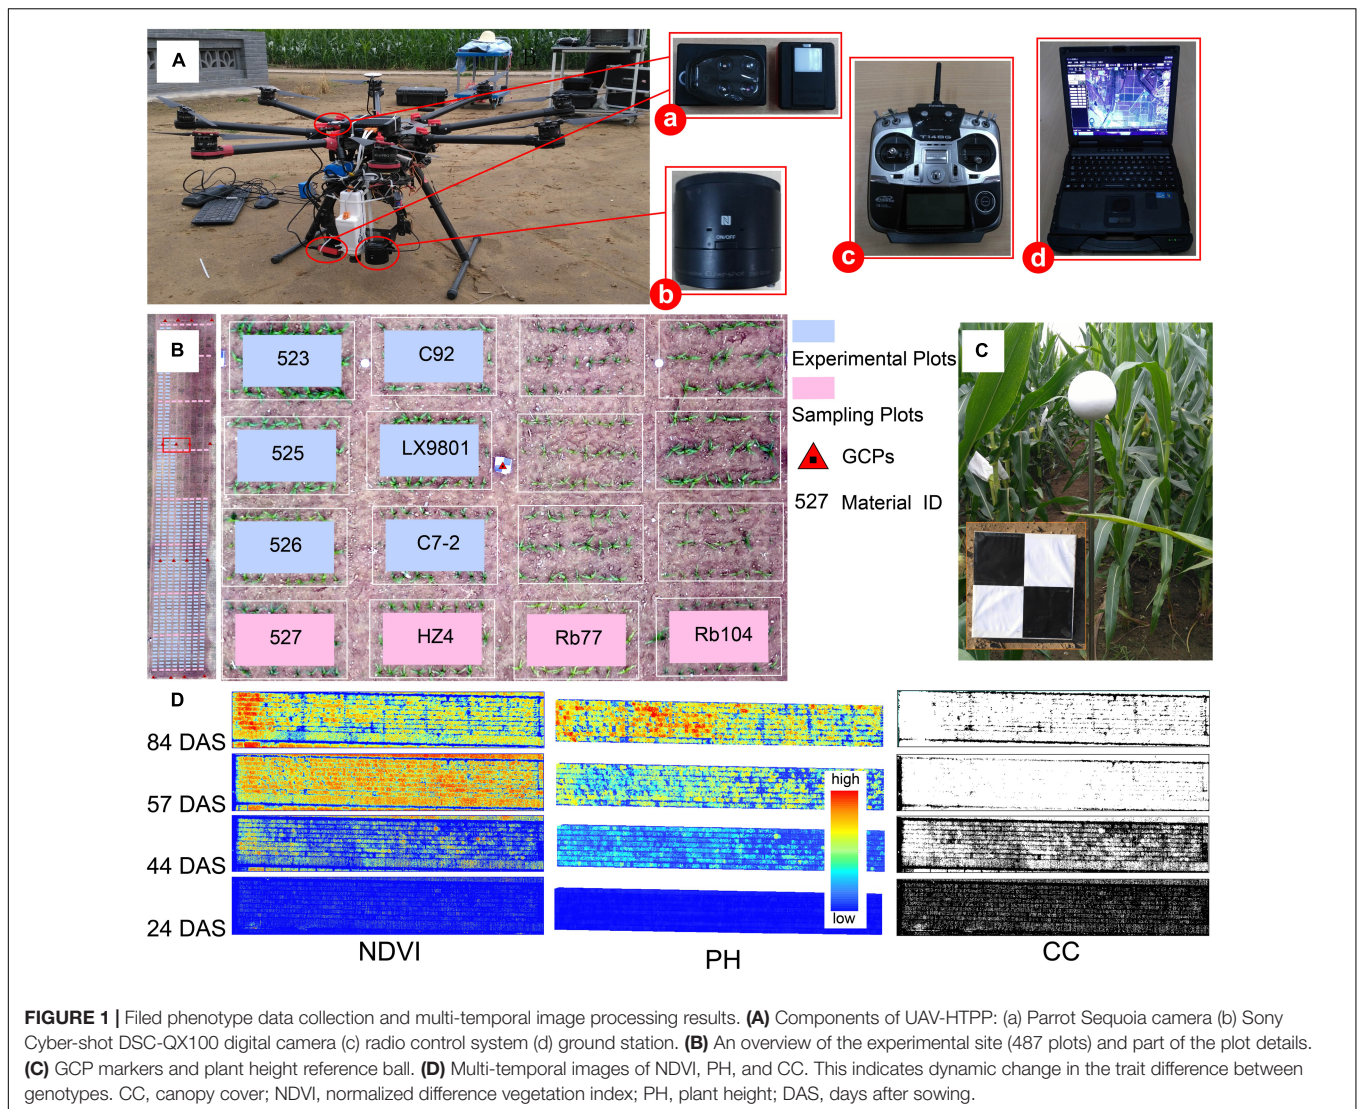 A
B
a
b
ON/OFF
T14SG
c
d
B
523
C92
525
LX9801
526
C7-2
527
HZ4
Rb77
Rb104
Experimental Plots
Sampling Plots
GCPs
527 Material ID
C
D
84 DAS
57 DAS
44 DAS
24 DAS
high
low
NDVI
PH
CC
FIGURE 1 | Filed phenotype data collection and multi-temporal image processing results. (A) Components of UAV-HTPP: (a) Parrot Sequoia camera (b) Sony
Cyber-shot DSC-QX100 digital camera (c) radio control system (d) ground station. (B) An overview of the experimental site (487 plots) and part of the plot details.
(C) GCP markers and plant height reference ball. (D) Multi-temporal images of NDVI, PH, and CC. This indicates dynamic change in the trait difference between
genotypes. CC, canopy cover; NDVI, normalized difference vegetation index; PH, plant height; DAS, days after sowing.